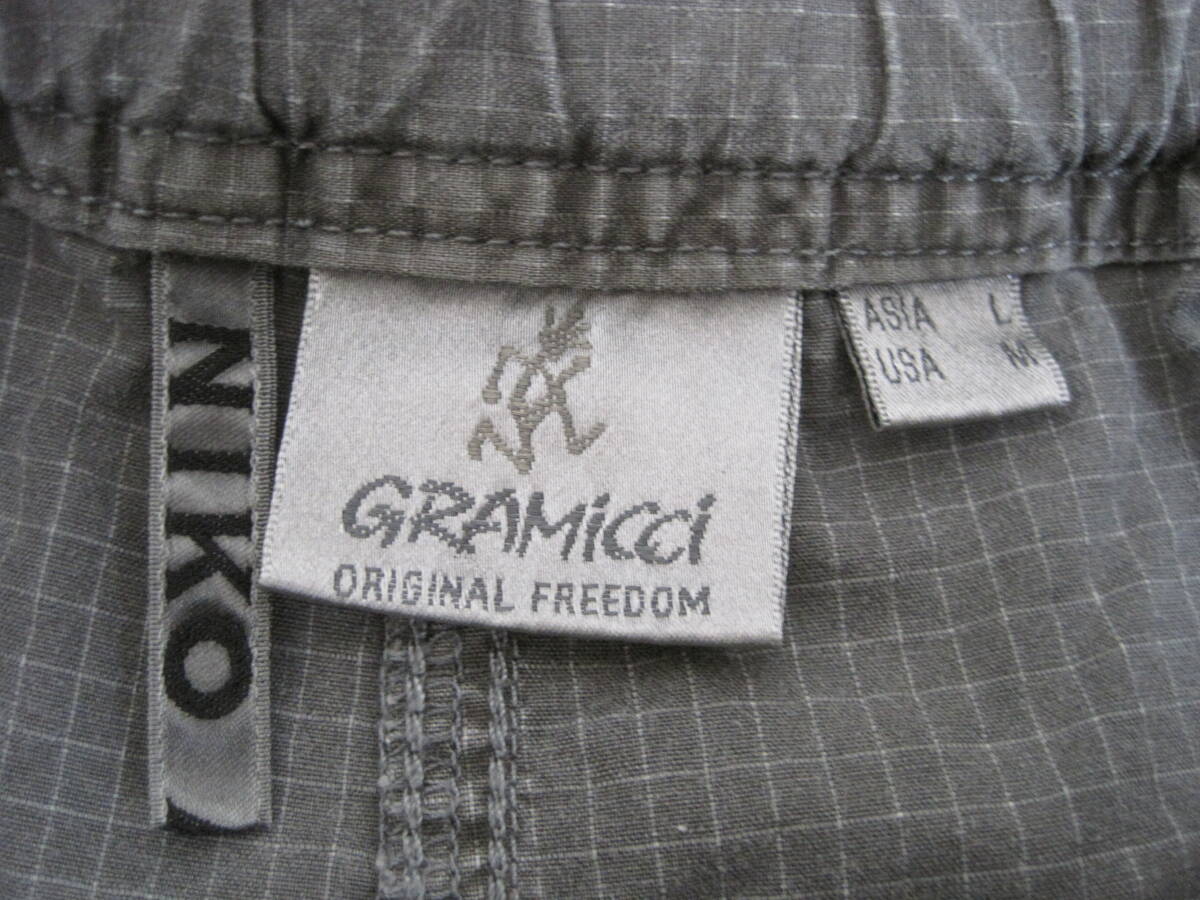 NIKO
GRAMiCCi
ORIGINAL FREEDOM
ASIA L
USA M